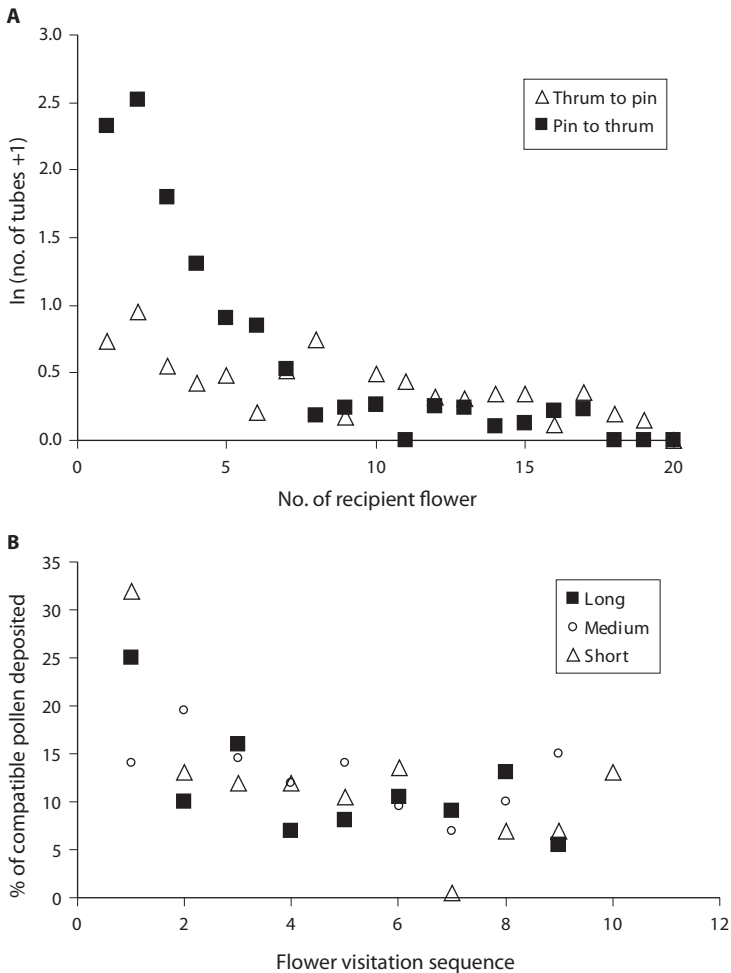 A
3.0
2.5
2.0
1.5
1.0
0.5
0.0
ln (no. of tubes +1)
Thrum to pin
Pin to thrum
0 5 10 15 20
No. of recipient flower
B
35
30
25
20
15
10
5
0
% of compatible pollen deposited
Long
Medium
Short
0 2 4 6 8 10 12
Flower visitation sequence